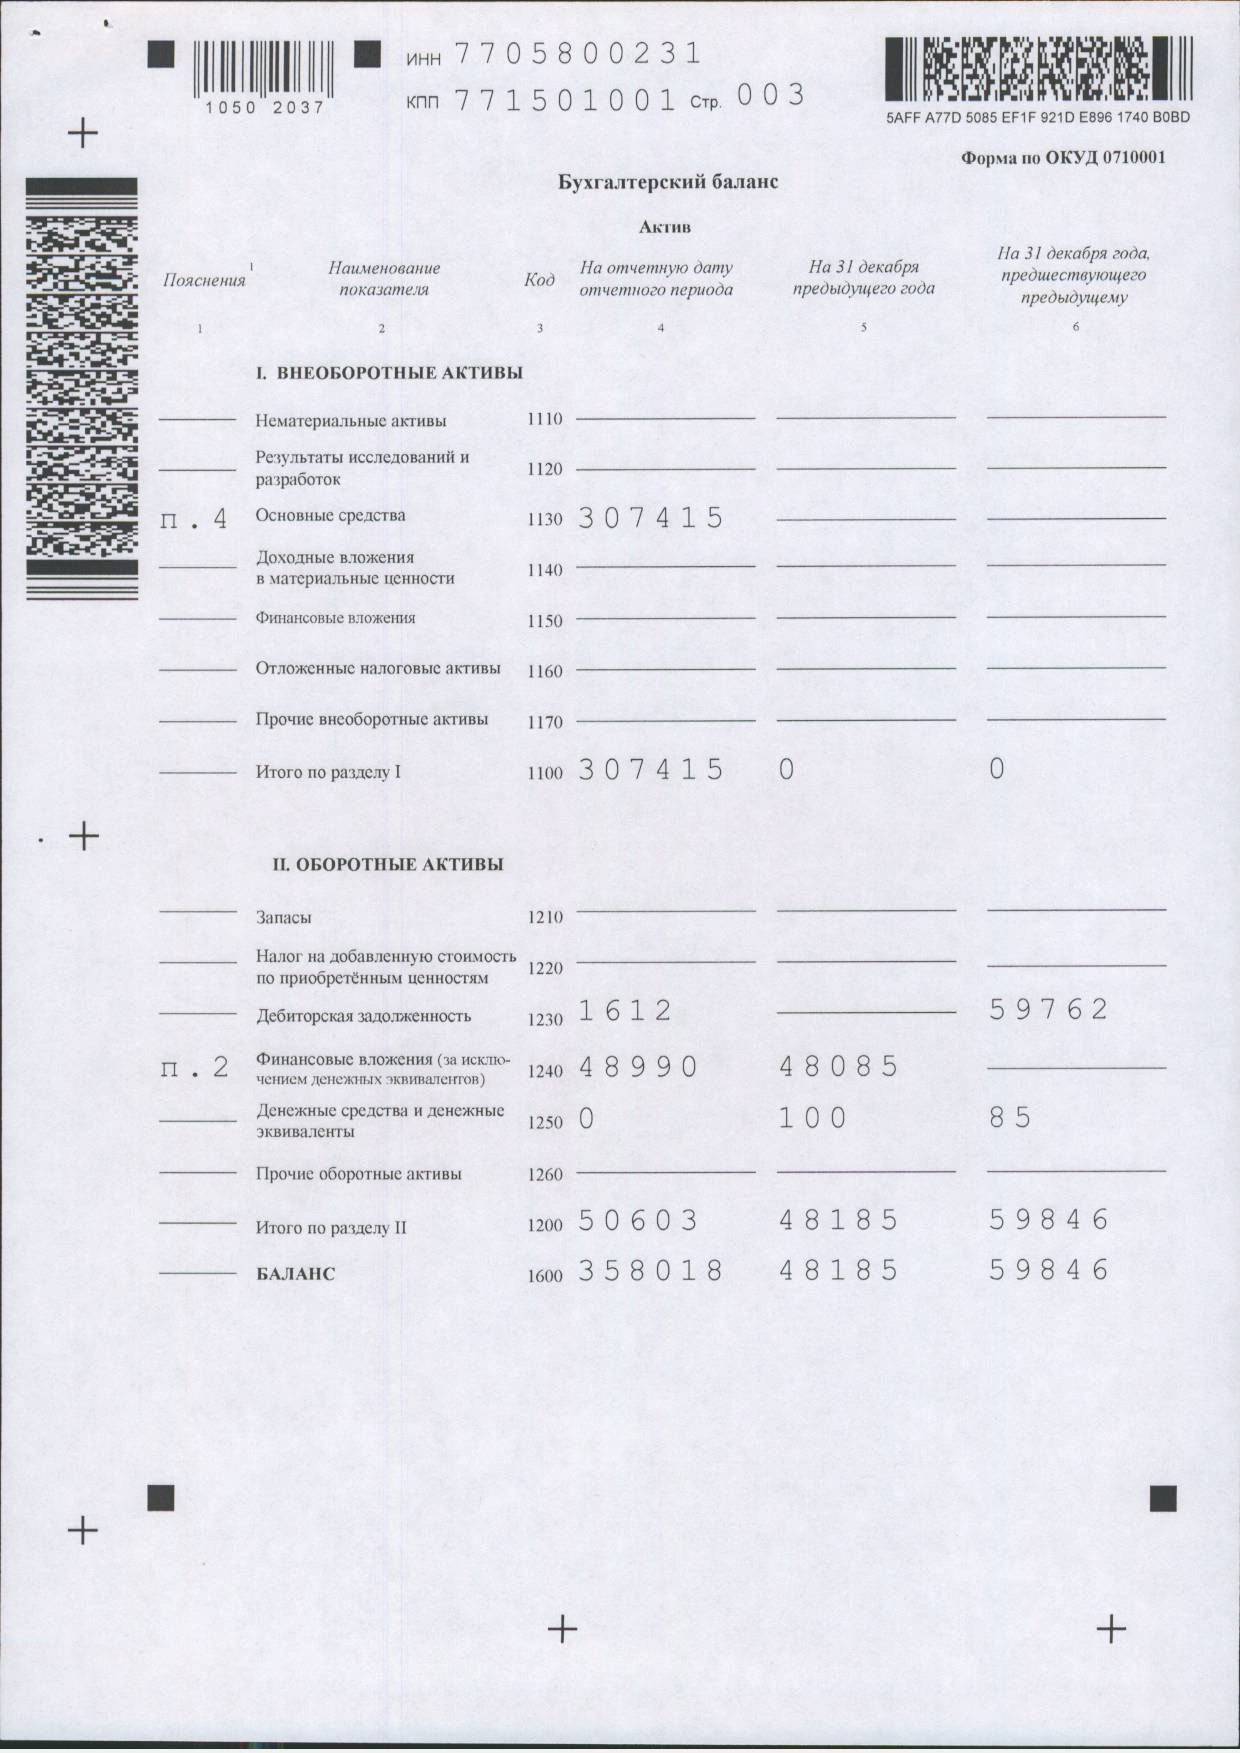 ИНН 7705800231
1050 2037
КПП 771501001 Стр. 003
5AFF A77D 5085 EF1F 921D E896 1740 B0BD
Форма по ОКУД 0710001
Бухгалтерский баланс
Актив
Пояснения 1 Наименование показателя Код На отчетную дату отчетного периода На 31 декабря предыдущего года На 31 декабря года, предшествующего предыдущему
1 2 3 4 5 6
I. ВНЕОБОРОТНЫЕ АКТИВЫ
Нематериальные активы 1110
Результаты исследований и
разработок 1120
п.4 Основные средства 1130 307415
Доходные вложения
в материальные ценности 1140
Финансовые вложения 1150
Отложенные налоговые активы 1160
Прочие внеоборотные активы 1170
Итого по разделу I 1100 307415 0 0
II. ОБОРОТНЫЕ АКТИВЫ
Запасы 1210
Налог на добавленную стоимость
по приобретённым ценностям 1220
Дебиторская задолженность 1230 1612 59762
п.2 Финансовые вложения (за исклю-
чением денежных эквивалентов) 1240 48990 48085
Денежные средства и денежные
эквиваленты 1250 0 100 85
Прочие оборотные активы 1260
Итого по разделу II 1200 50603 48185 59846
БАЛАНС 1600 358018 48185 59846